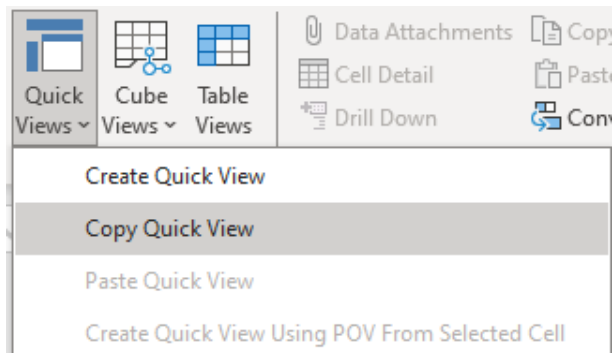 Quick Views
Cube Views
Table Views
Data Attachments
Cell Detail
Drill Down
Copy
Create Quick View
Copy Quick View
Paste Quick View
Create Quick View Using POV From Selected Cell